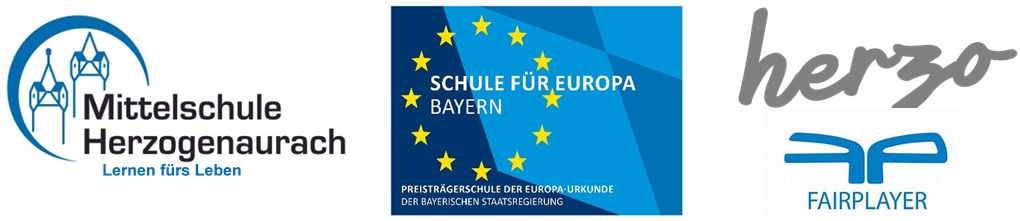 Mittelschule
Herzogenaurach
Lernen fürs Leben
SCHULE FÜR EUROPA
BAYERN
PREISTRÄGERSCHULE DER EUROPA-URKUNDE
DER BAYERISCHEN STAATSREGIERUNG
herzo
FAIRPLAYER